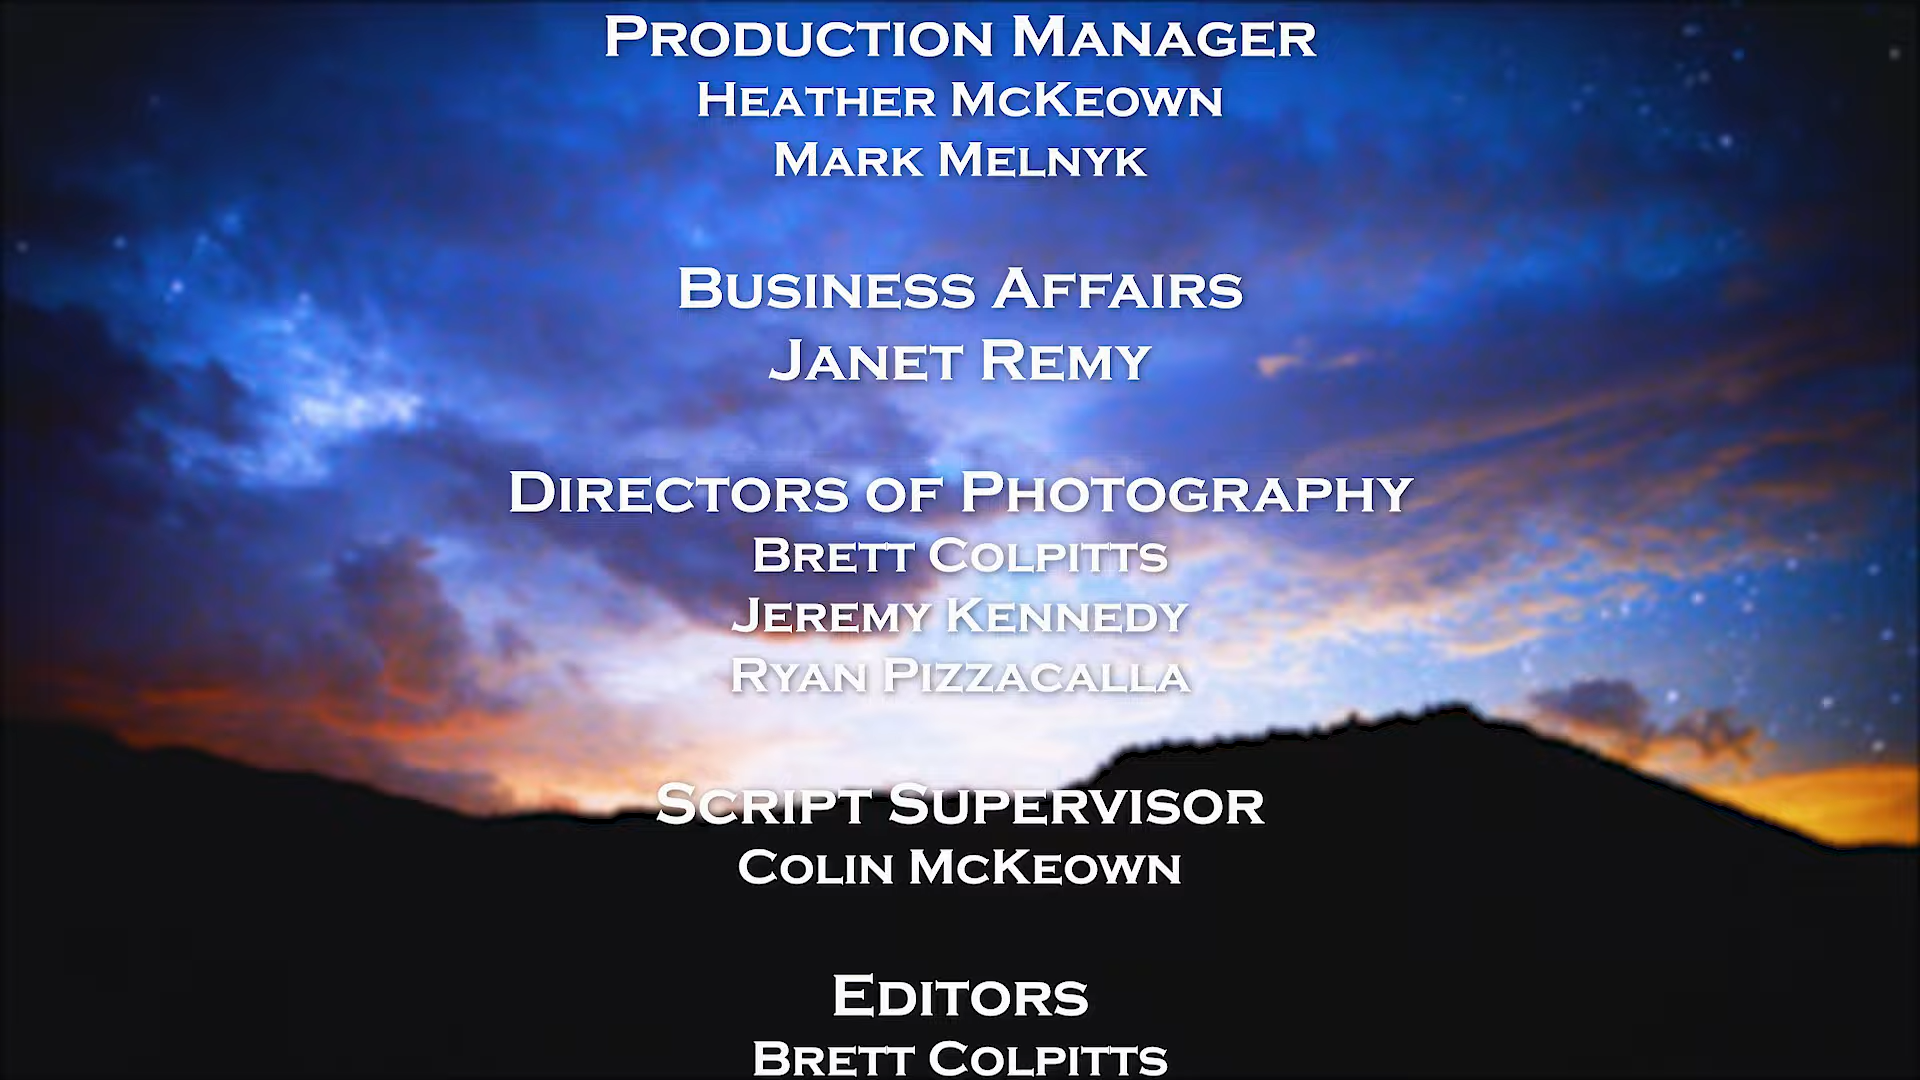 Production Manager
Heather McKeown
Mark Melnyk
Business Affairs
Janet Remy
Directors of Photography
Brett Colpitts
Jeremy Kennedy
Ryan Pizzacalla
Script Supervisor
Colin McKeown
Editors
Brett Colpitts